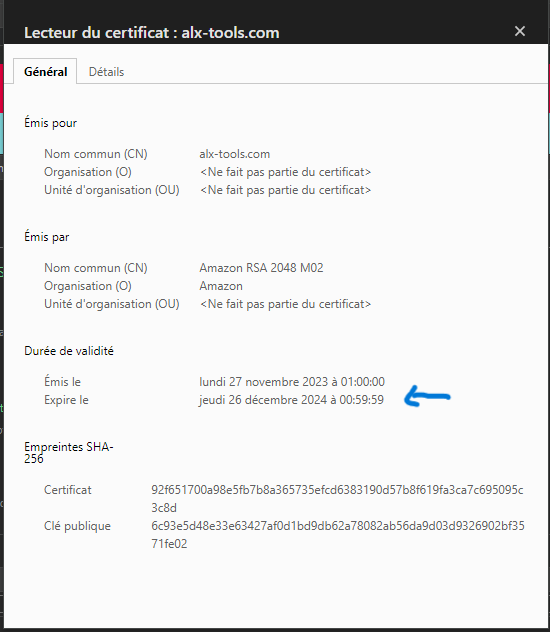 Lecteur du certificat : alx-tools.com
Général Détails
Émis pour
Nom commun (CN) alx-tools.com
Organisation (O) <Ne fait pas partie du certificat>
Unité d'organisation (OU) <Ne fait pas partie du certificat>
Émis par
Nom commun (CN) Amazon RSA 2048 M02
Organisation (O) Amazon
Unité d'organisation (OU) <Ne fait pas partie du certificat>
Durée de validité
Émis le lundi 27 novembre 2023 à 01:00:00
Expire le jeudi 26 décembre 2024 à 00:59:59
Empreintes SHA-
256
Certificat 92f651700a98e5fb7b8a365735efcd6383190d57b8f619fa3ca7c695095c
3c8d
Clé publique 6c93e5d48e33e63427af0d1bd9db62a78082ab56da9d03d9326902bf35
71fe02